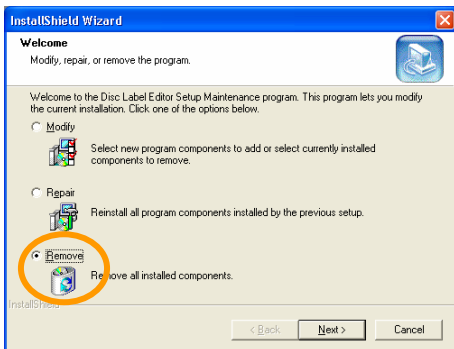 InstallShield Wizard
Welcome
Modify, repair, or remove the program.
Welcome to the Disc Label Editor Setup Maintenance program. This program lets you modify
the current installation. Click one of the options below.
Modify
Select new program components to add or select currently installed
components to remove.
Repair
Reinstall all program components installed by the previous setup.
Remove
Remove all installed components.
InstallShield
< Back Next > Cancel